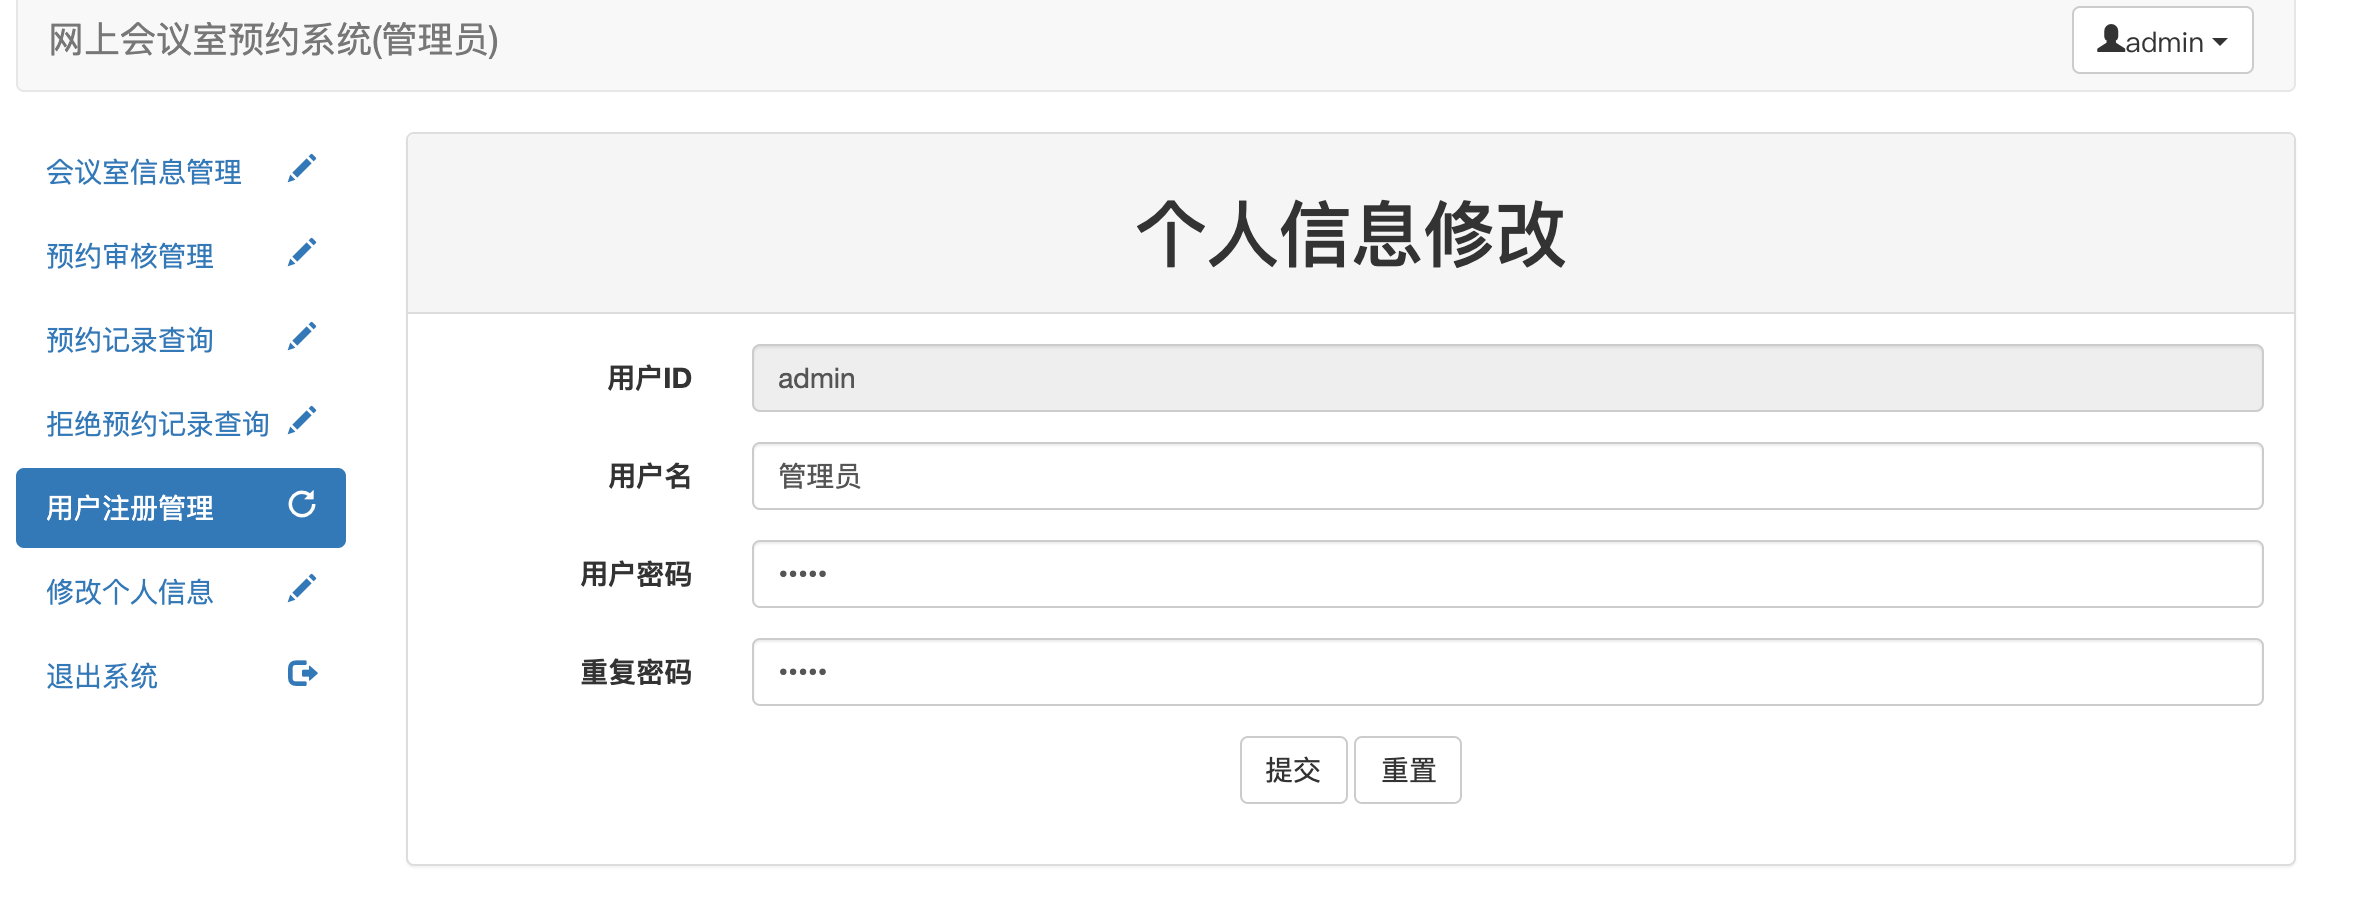 网上会议室预约系统(管理员)
admin
会议室信息管理
预约审核管理
预约记录查询
拒绝预约记录查询
用户注册管理
修改个人信息
退出系统
个人信息修改
用户ID admin
用户名 管理员
用户密码 •••••
重复密码 •••••
提交 重置